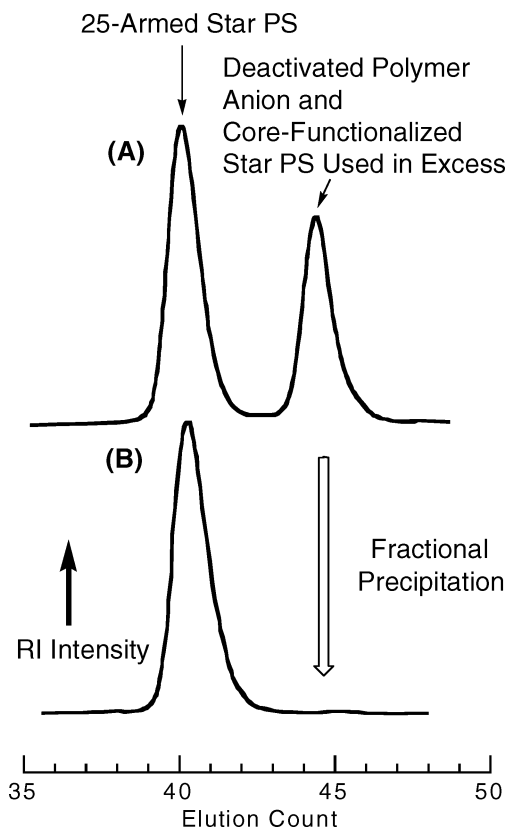 25-Armed Star PS
Deactivated Polymer
Anion and
Core-Functionalized
Star PS Used in Excess
(A)
(B)
Fractional
Precipitation
RI Intensity
35 40 45 50
Elution Count